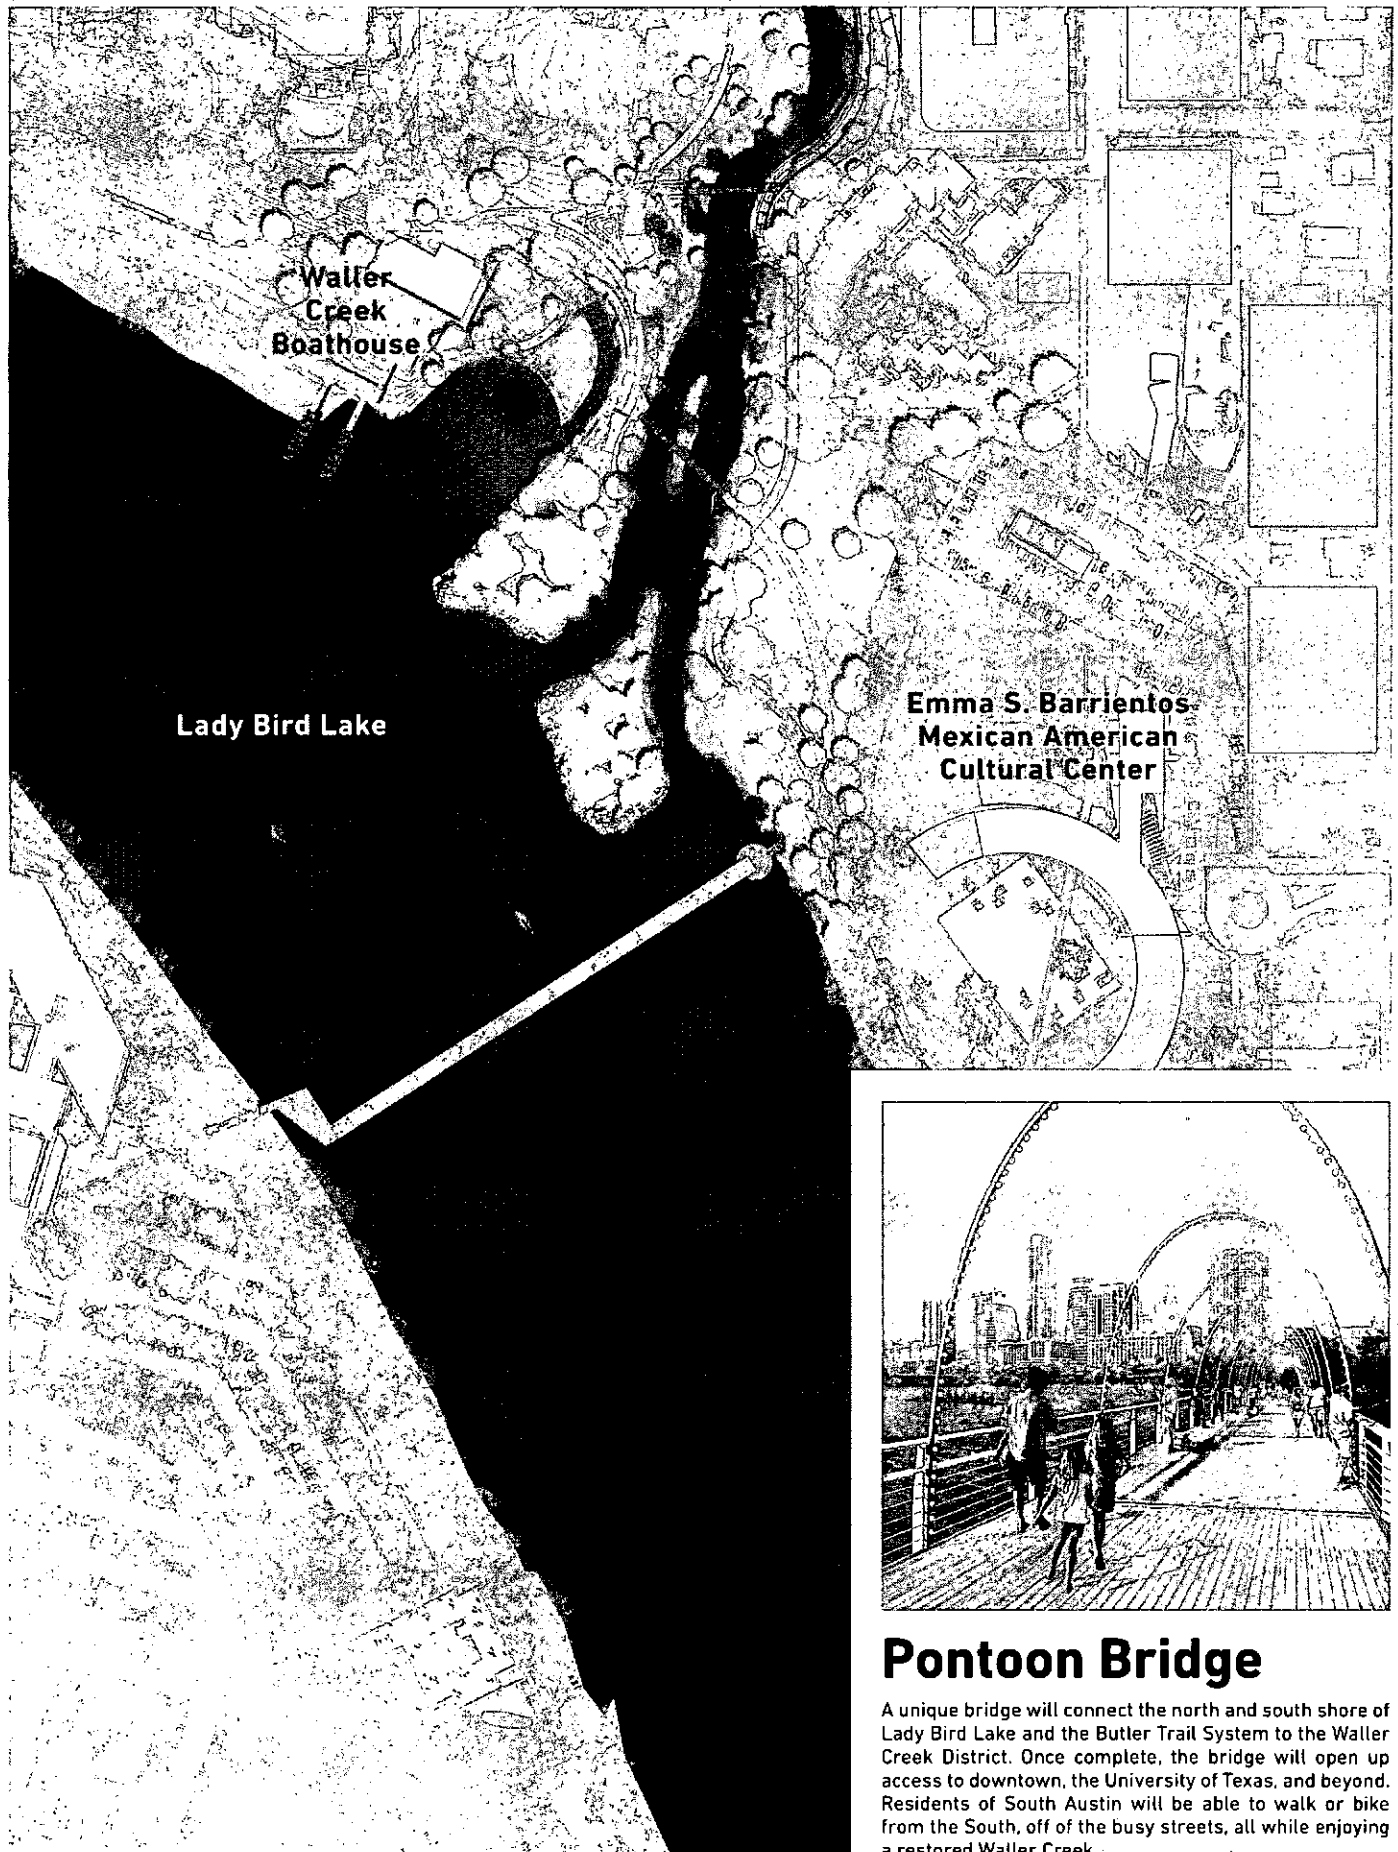 Waller
Creek
Boathouse
Lady Bird Lake
Emma S. Barrientos
Mexican American
Cultural Center
Pontoon Bridge
A unique bridge will connect the north and south shore of
Lady Bird Lake and the Butler Trail System to the Waller
Creek District. Once complete, the bridge will open up
access to downtown, the University of Texas, and beyond.
Residents of South Austin will be able to walk or bike
from the South, off of the busy streets, all while enjoying
a restored Waller Creek.